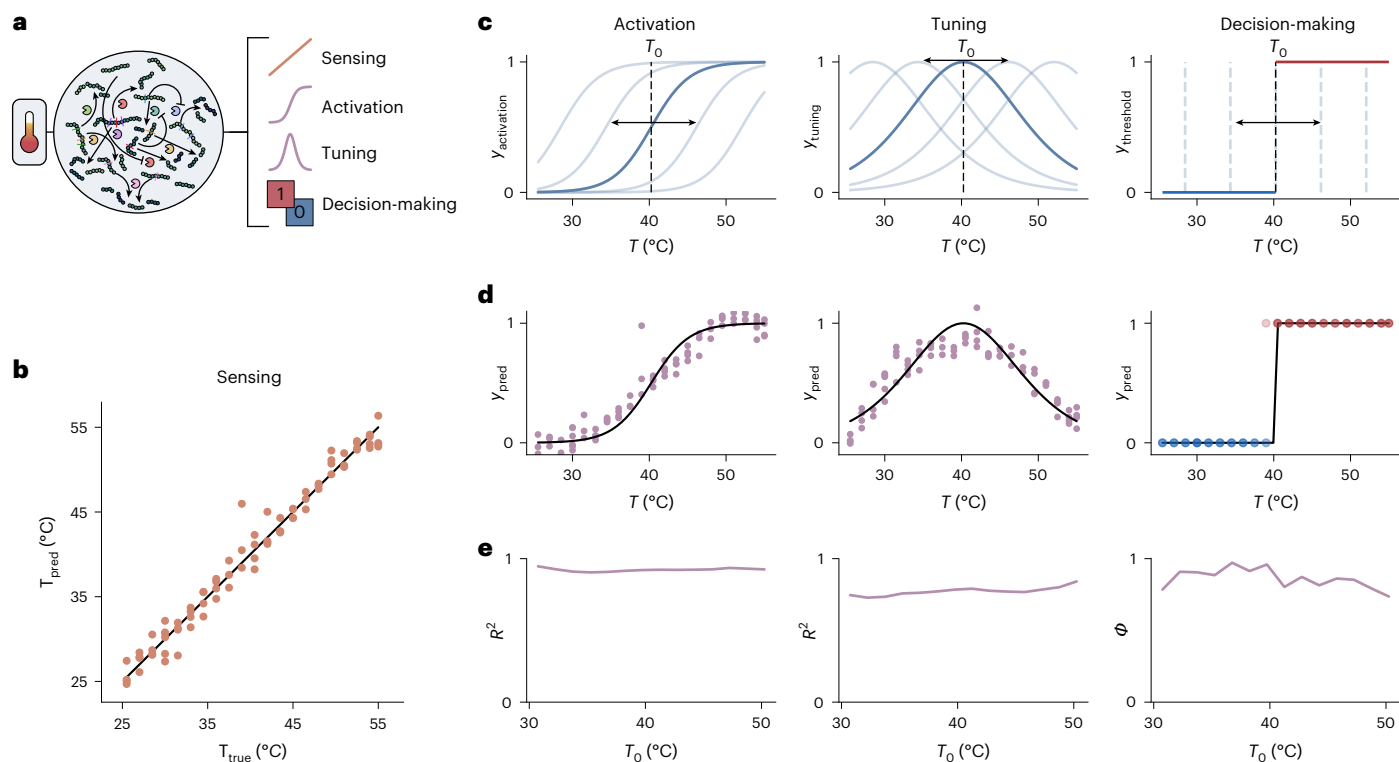 a
Sensing
Activation
Tuning
1
0
Decision-making
b
Sensing
55
45
35
25
T_pred (°C)
25 35 45 55
T_true (°C)
c
Activation
T_0
1
0
y_activation
30 40 50
T (°C)
Tuning
T_0
1
0
y_tuning
30 40 50
T (°C)
Decision-making
T_0
1
0
y_threshold
30 40 50
T (°C)
d
1
0
y_pred
30 40 50
T (°C)
1
0
y_pred
30 40 50
T (°C)
1
0
y_pred
30 40 50
T (°C)
e
1
0
R²
30 40 50
T_0 (°C)
1
0
R²
30 40 50
T_0 (°C)
1
0
Φ
30 40 50
T_0 (°C)